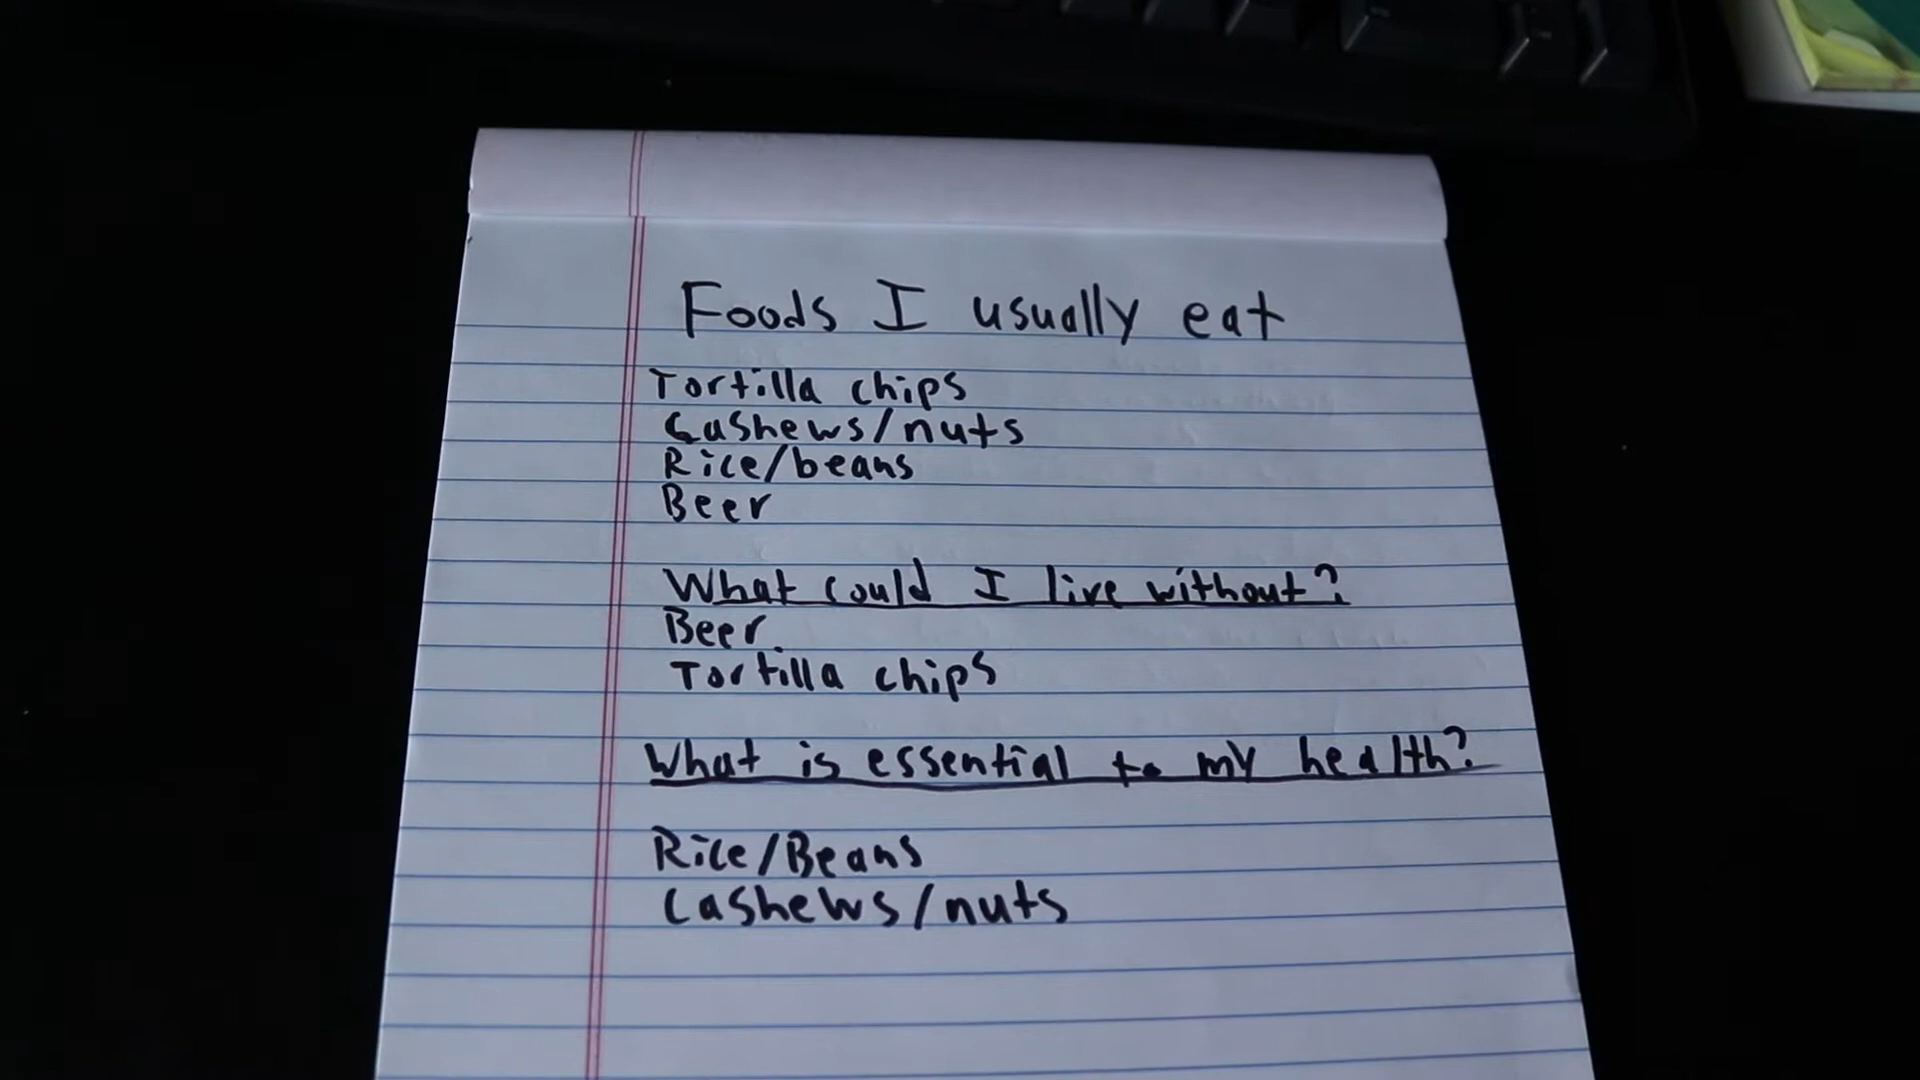 Foods I usually eat
Tortilla chips
Cashews/nuts
Rice/beans
Beer
What could I live without?
Beer
Tortilla chips
What is essential to my health?
Rice/Beans
Cashews/nuts